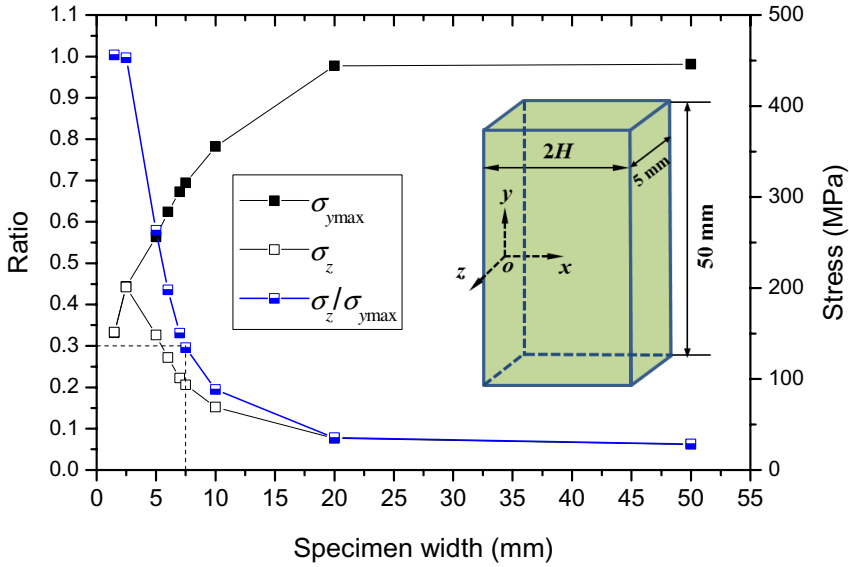 1.1
1.0
0.9
0.8
0.7
0.6
0.5
0.4
0.3
0.2
0.1
0.0
Ratio
500
400
300
200
100
0
Stress (MPa)
σymax
σz
σz/σymax
2H
5 mm
50 mm
y
z
o
x
0 5 10 15 20 25 30 35 40 45 50 55
Specimen width (mm)